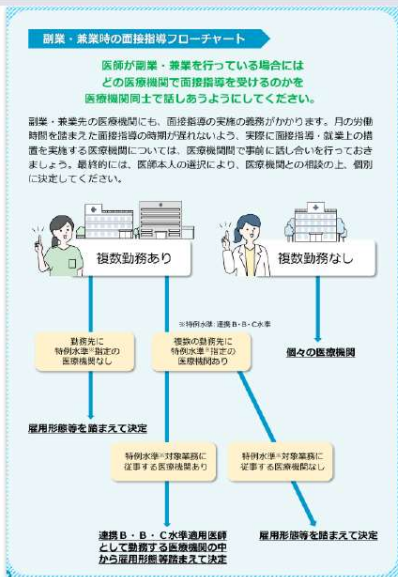 副業・兼業時の面接指導フローチャート
医師が副業・兼業を行っている場合には
どの医療機関で面接指導を受けるのかを
医療機関同士で話しあうようにしてください。
副業・兼業先の医療機関にも、面接指導の実施の義務がかかります。月の労働
時間を踏まえた面接指導の時期が遅れないよう、実際に面接指導・就業上の措
置を実施する医療機関については、医療機関間で事前に話し合いを行っておき
ましょう。最終的には、医師本人の選択により、医療機関との相談の上、個別
に決定してください。
複数勤務あり
複数勤務なし
※特例水準：連携B・B・C水準
勤務先に
特例水準※指定の
医療機関なし
複数の勤務先に
特例水準※指定の
医療機関あり
個々の医療機関
雇用形態等を踏まえて決定
特例水準※対象業務に
従事する医療機関あり
特例水準※対象業務に
従事する医療機関なし
連携B・B・C水準適用医師
として勤務する医療機関の中
から雇用形態等踏まえて決定
雇用形態等を踏まえて決定